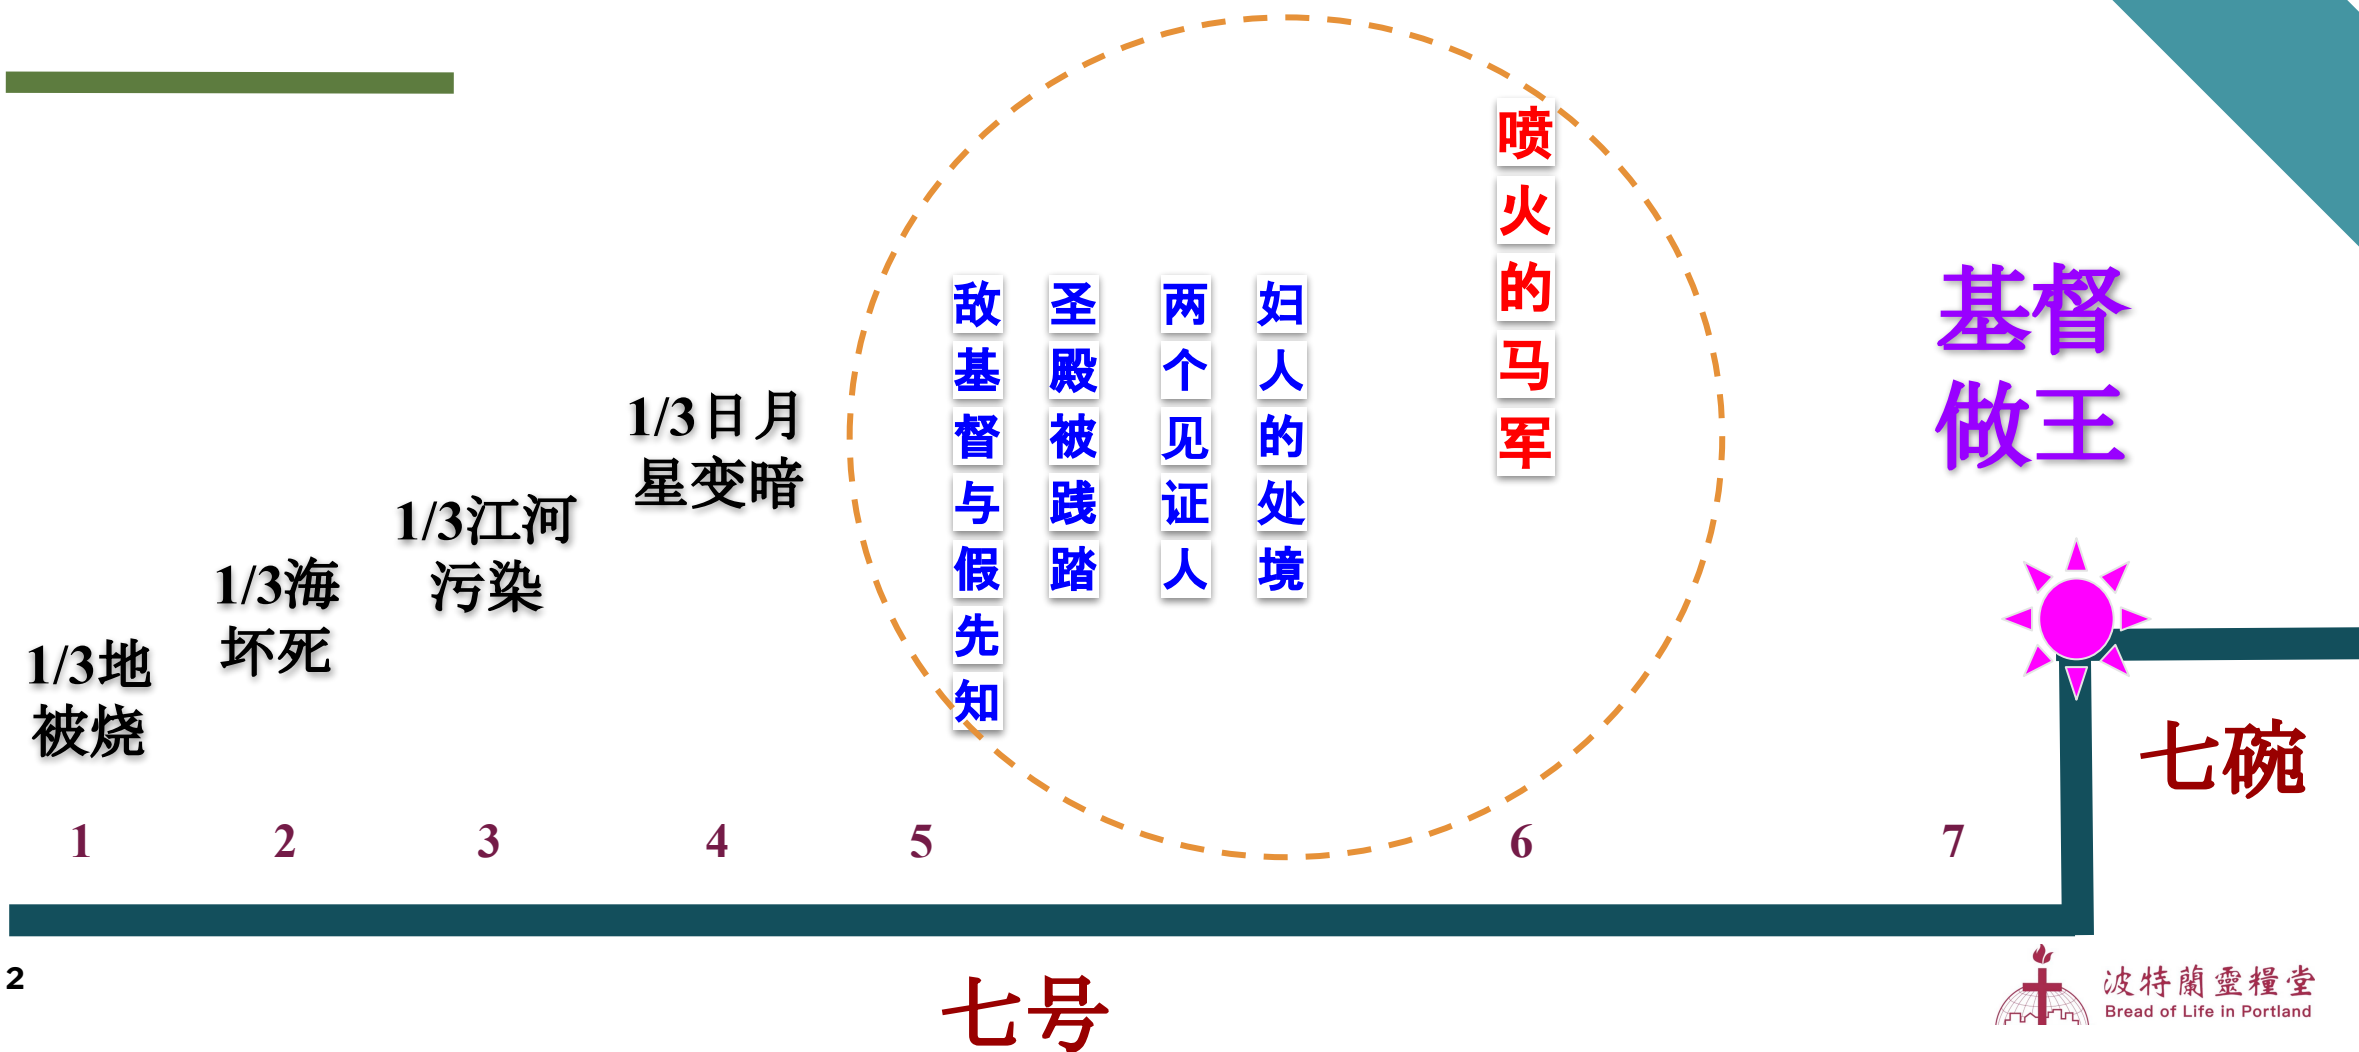 1/3地
被烧
1/3海
坏死
1/3江河
污染
1/3日月
星变暗
敌基督与假先知
圣殿被践踏
两个见证人
妇人的处境
喷火的马军
基督
做王
七碗
1 2 3 4 5 6 7
七号
2
波特蘭靈糧堂
Bread of Life in Portland